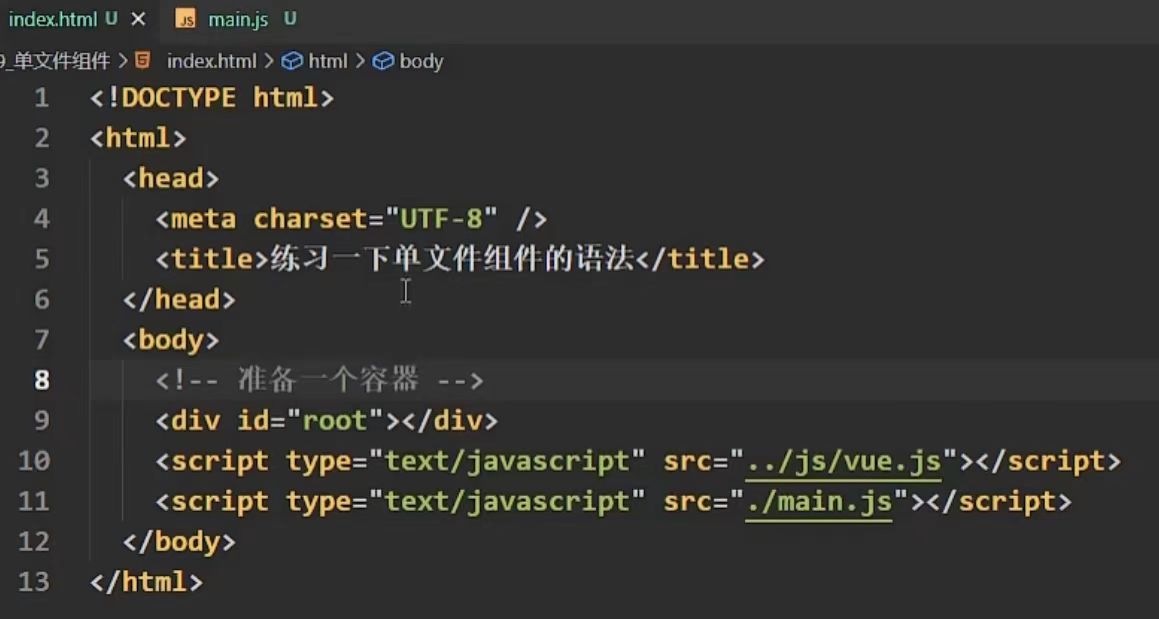 index.html U × JS main.js U
9_单文件组件 > index.html > html > body
1 <!DOCTYPE html>
2 <html>
3 <head>
4 <meta charset="UTF-8" />
5 <title>练习一下单文件组件的语法</title>
6 </head>
7 <body>
8 <!-- 准备一个容器 -->
9 <div id="root"></div>
10 <script type="text/javascript" src="../js/vue.js"></script>
11 <script type="text/javascript" src="./main.js"></script>
12 </body>
13 </html>